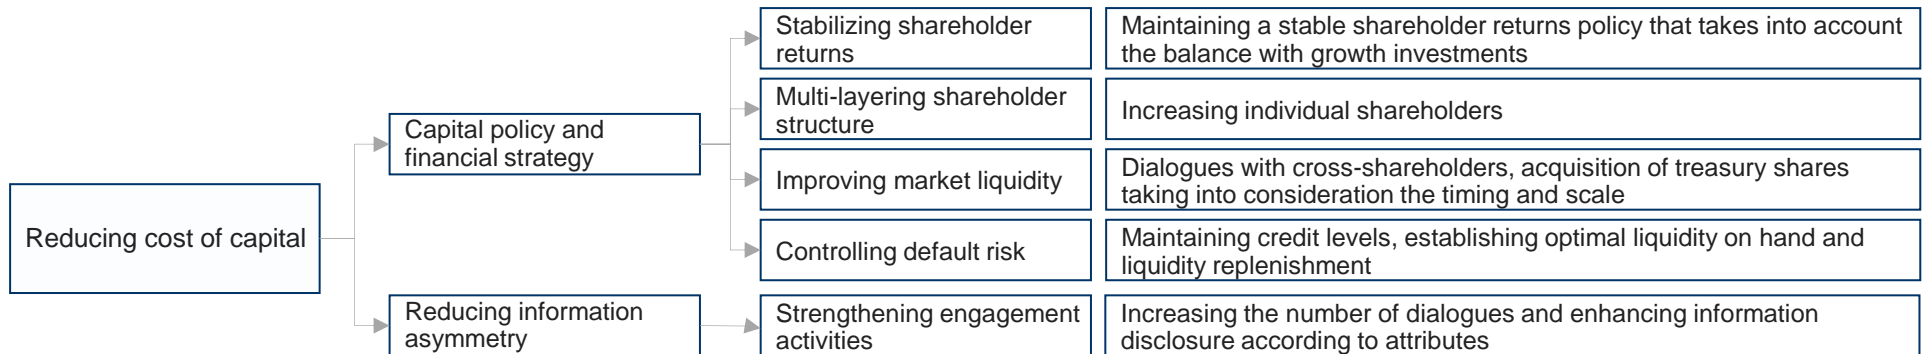 Reducing cost of capital
Capital policy and
financial strategy
Stabilizing shareholder
returns
Maintaining a stable shareholder returns policy that takes into account
the balance with growth investments
Multi-layering shareholder
structure
Increasing individual shareholders
Improving market liquidity
Dialogues with cross-shareholders, acquisition of treasury shares
taking into consideration the timing and scale
Controlling default risk
Maintaining credit levels, establishing optimal liquidity on hand and
liquidity replenishment
Reducing information
asymmetry
Strengthening engagement
activities
Increasing the number of dialogues and enhancing information
disclosure according to attributes